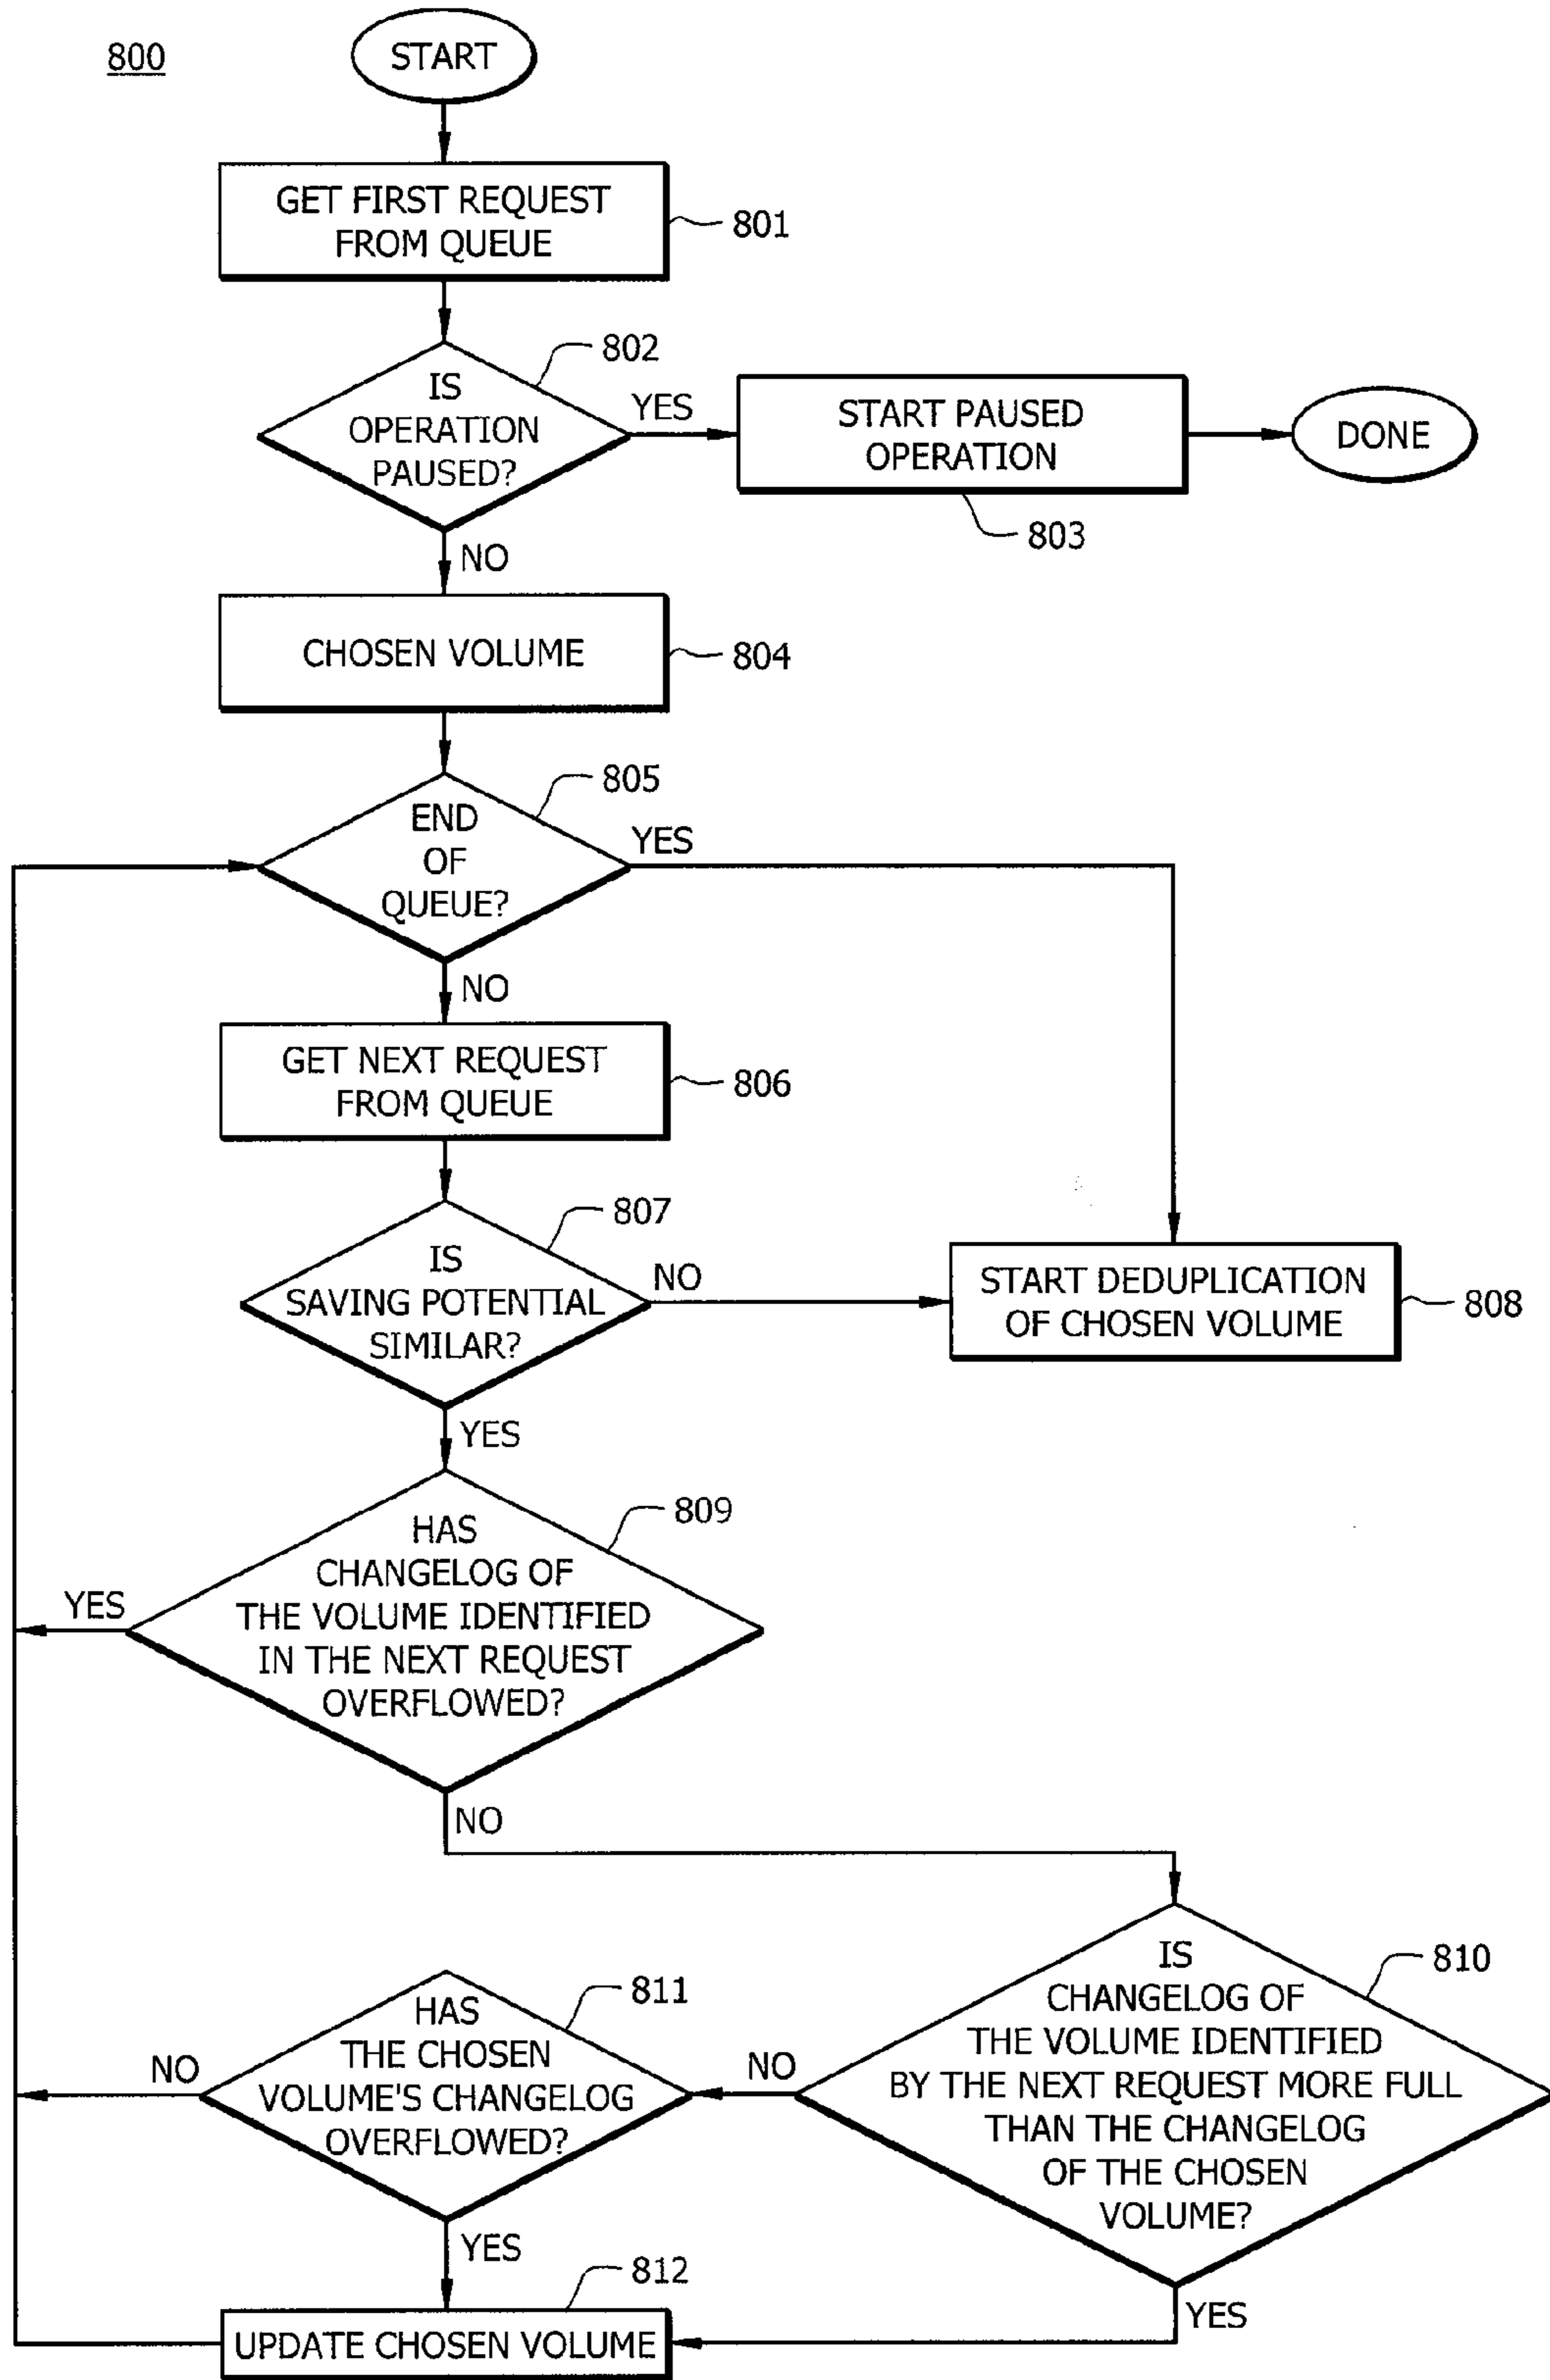 800
START
GET FIRST REQUEST
FROM QUEUE
801
802
IS
OPERATION
PAUSED?
YES
START PAUSED
OPERATION
803
DONE
NO
CHOSEN VOLUME
804
805
END
OF
QUEUE?
YES
NO
GET NEXT REQUEST
FROM QUEUE
806
807
IS
SAVING POTENTIAL
SIMILAR?
NO
START DEDUPLICATION
OF CHOSEN VOLUME
808
YES
809
HAS
CHANGELOG OF
THE VOLUME IDENTIFIED
IN THE NEXT REQUEST
OVERFLOWED?
YES
NO
810
IS
CHANGELOG OF
THE VOLUME IDENTIFIED
BY THE NEXT REQUEST MORE FULL
THAN THE CHANGELOG
OF THE CHOSEN
VOLUME?
NO
811
HAS
THE CHOSEN
VOLUME'S CHANGELOG
OVERFLOWED?
NO
YES
812
UPDATE CHOSEN VOLUME
YES